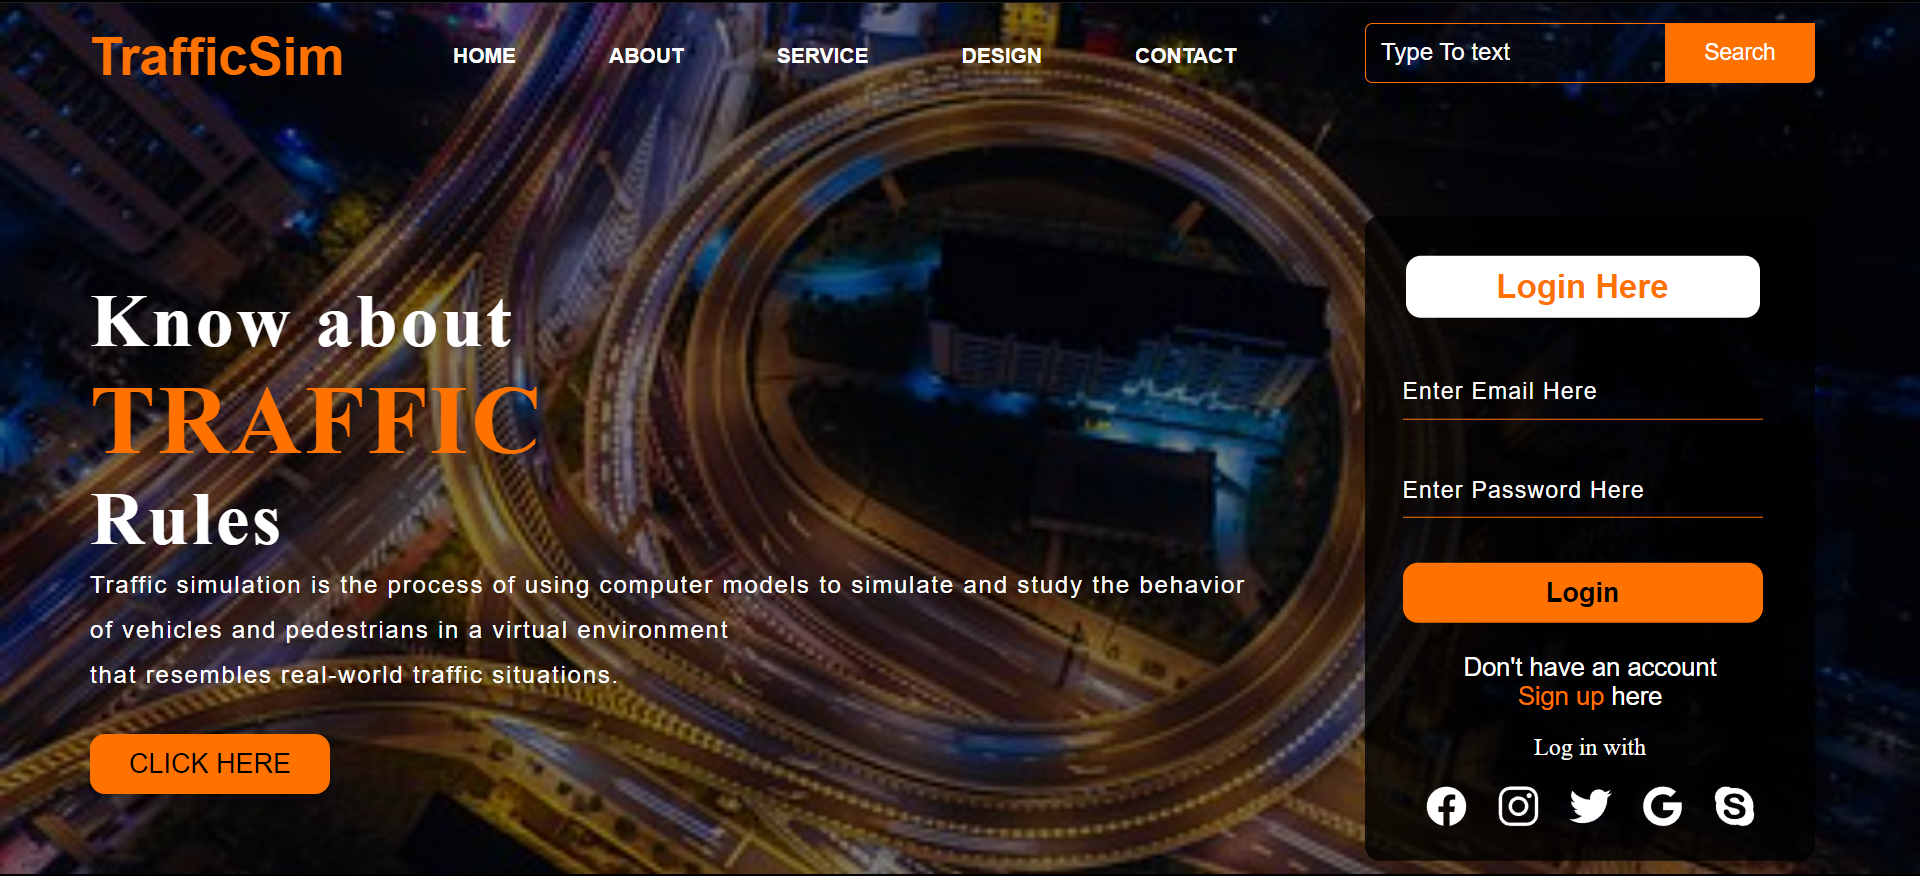 TrafficSim
HOME
ABOUT
SERVICE
DESIGN
CONTACT
Type To text
Search
Know about
TRAFFIC
Rules
Traffic simulation is the process of using computer models to simulate and study the behavior
of vehicles and pedestrians in a virtual environment
that resembles real-world traffic situations.
CLICK HERE
Login Here
Enter Email Here
Enter Password Here
Login
Don't have an account
Sign up here
Log in with